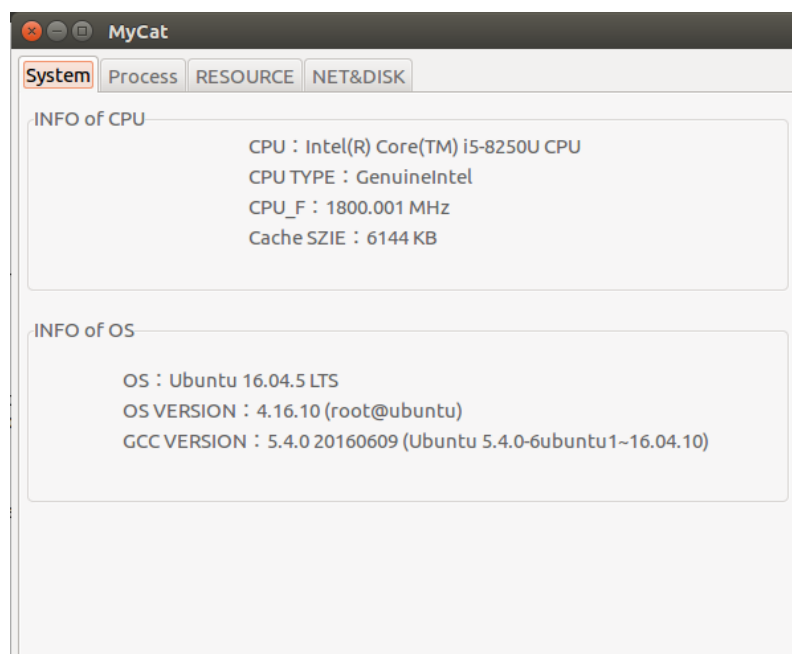 MyCat
System Process RESOURCE NET&DISK
INFO of CPU
CPU：Intel(R) Core(TM) i5-8250U CPU
CPU TYPE：GenuineIntel
CPU_F：1800.001 MHz
Cache SZIE：6144 KB
INFO of OS
OS：Ubuntu 16.04.5 LTS
OS VERSION：4.16.10 (root@ubuntu)
GCC VERSION：5.4.0 20160609 (Ubuntu 5.4.0-6ubuntu1~16.04.10)